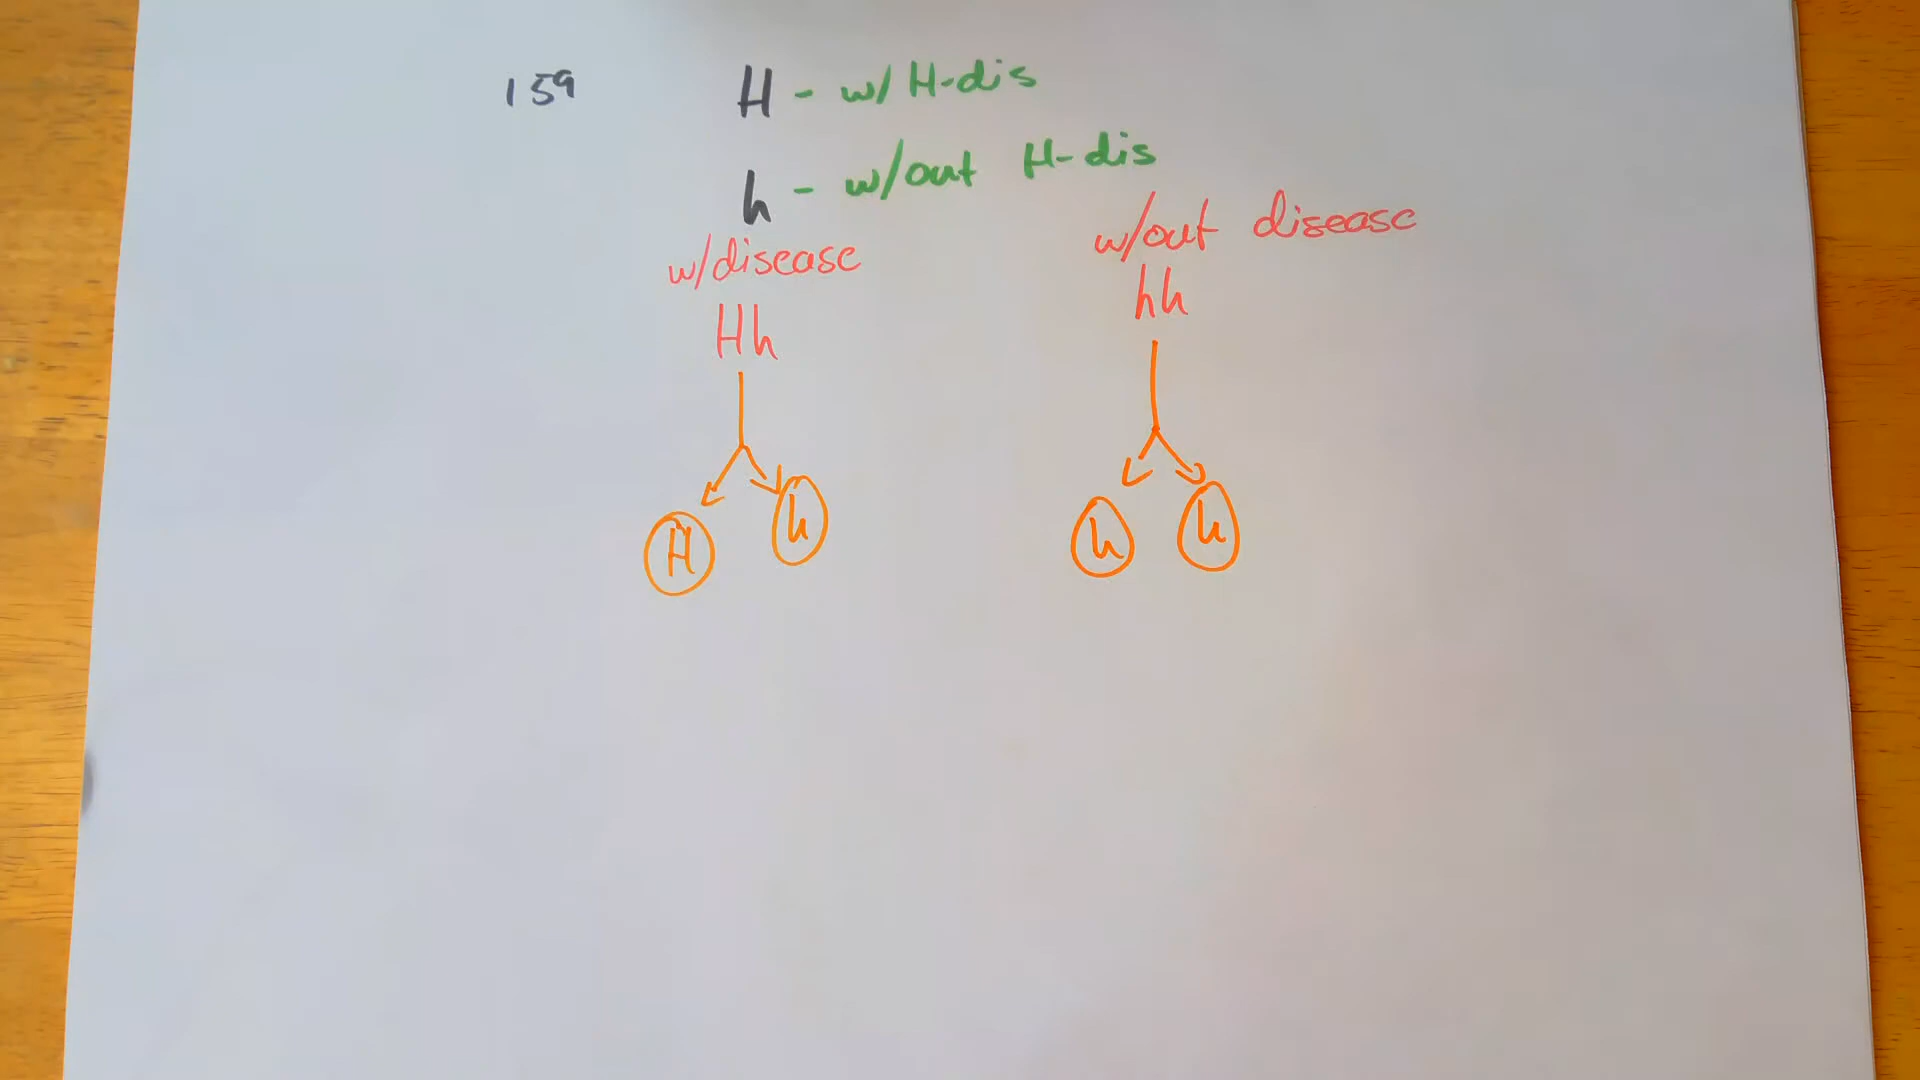 159
H - w/ H-dis
h - w/out H-dis
w/disease
w/out disease
Hh
hh
H
h
h
h